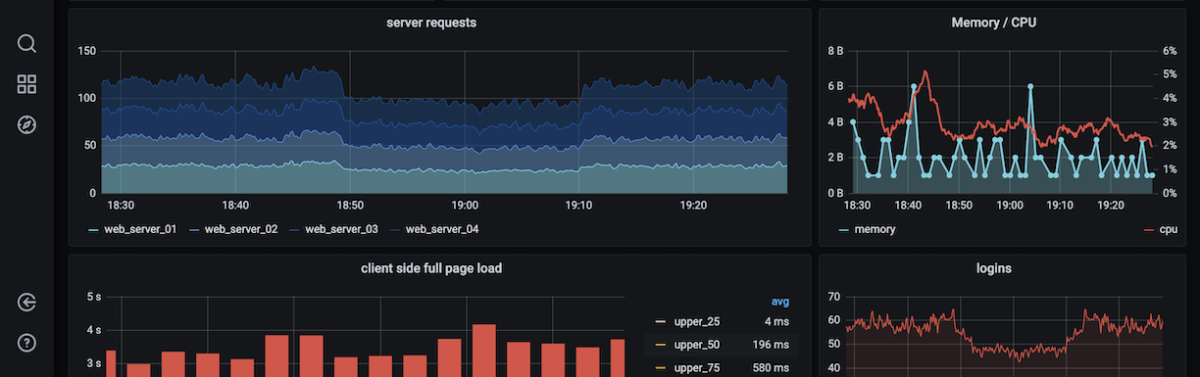 server requests
150
100
50
0
18:30 18:40 18:50 19:00 19:10 19:20
web_server_01 web_server_02 web_server_03 web_server_04
Memory / CPU
8 B 6%
5%
6 B
4%
4 B 3%
2%
2 B
1%
0 B 0%
18:30 18:40 18:50 19:00 19:10 19:20
memory cpu
client side full page load
5 s
4 s
3 s
avg
upper_25 4 ms
upper_50 196 ms
upper_75 580 ms
logins
70
60
50
40